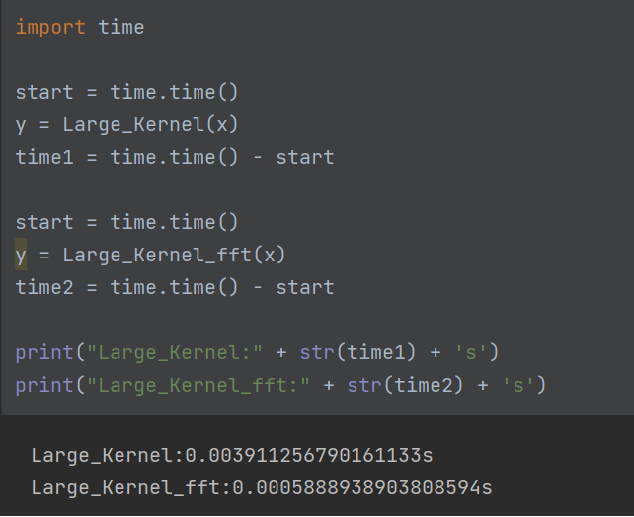 import time
start = time.time()
y = Large_Kernel(x)
time1 = time.time() - start
start = time.time()
y = Large_Kernel_fft(x)
time2 = time.time() - start
print("Large_Kernel:" + str(time1) + 's')
print("Large_Kernel_fft:" + str(time2) + 's')
Large_Kernel:0.003911256790161133s
Large_Kernel_fft:0.0005888938903808594s